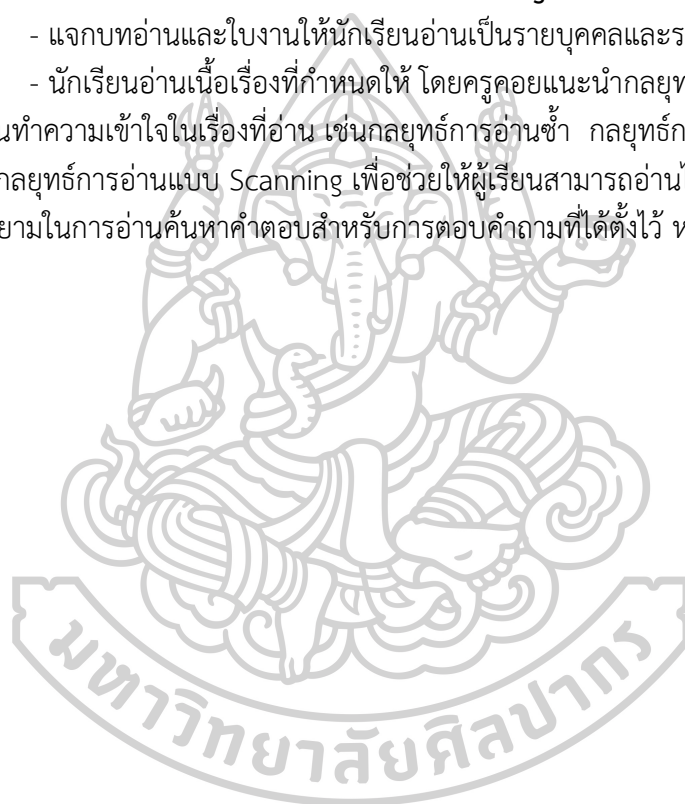 - แจกบทอ่านและใบงานให้นักเรียนอ่านเป็นรายบุคคลและร
- นักเรียนอ่านเนื้อเรื่องที่กำหนดให้ โดยครูคอยแนะนำกลยุท
นทำความเข้าใจในเรื่องที่อ่าน เช่นกลยุทธ์การอ่านซ้ำ กลยุทธ์ก
กลยุทธ์การอ่านแบบ Scanning เพื่อช่วยให้ผู้เรียนสามารถอ่านไ
ยามในการอ่านค้นหาคำตอบสำหรับการตอบคำถามที่ได้ตั้งไว้ ห
มหาวิทยาลัยศิลปากร